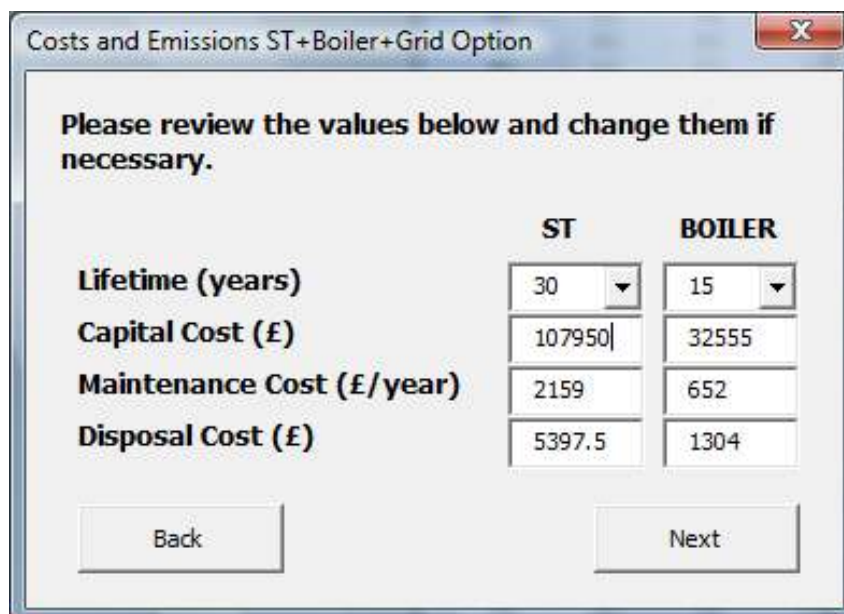 Costs and Emissions ST+Boiler+Grid Option
Please review the values below and change them if
necessary.
ST BOILER
Lifetime (years) 30 15
Capital Cost (£) 107950 32555
Maintenance Cost (£/year) 2159 652
Disposal Cost (£) 5397.5 1304
Back Next